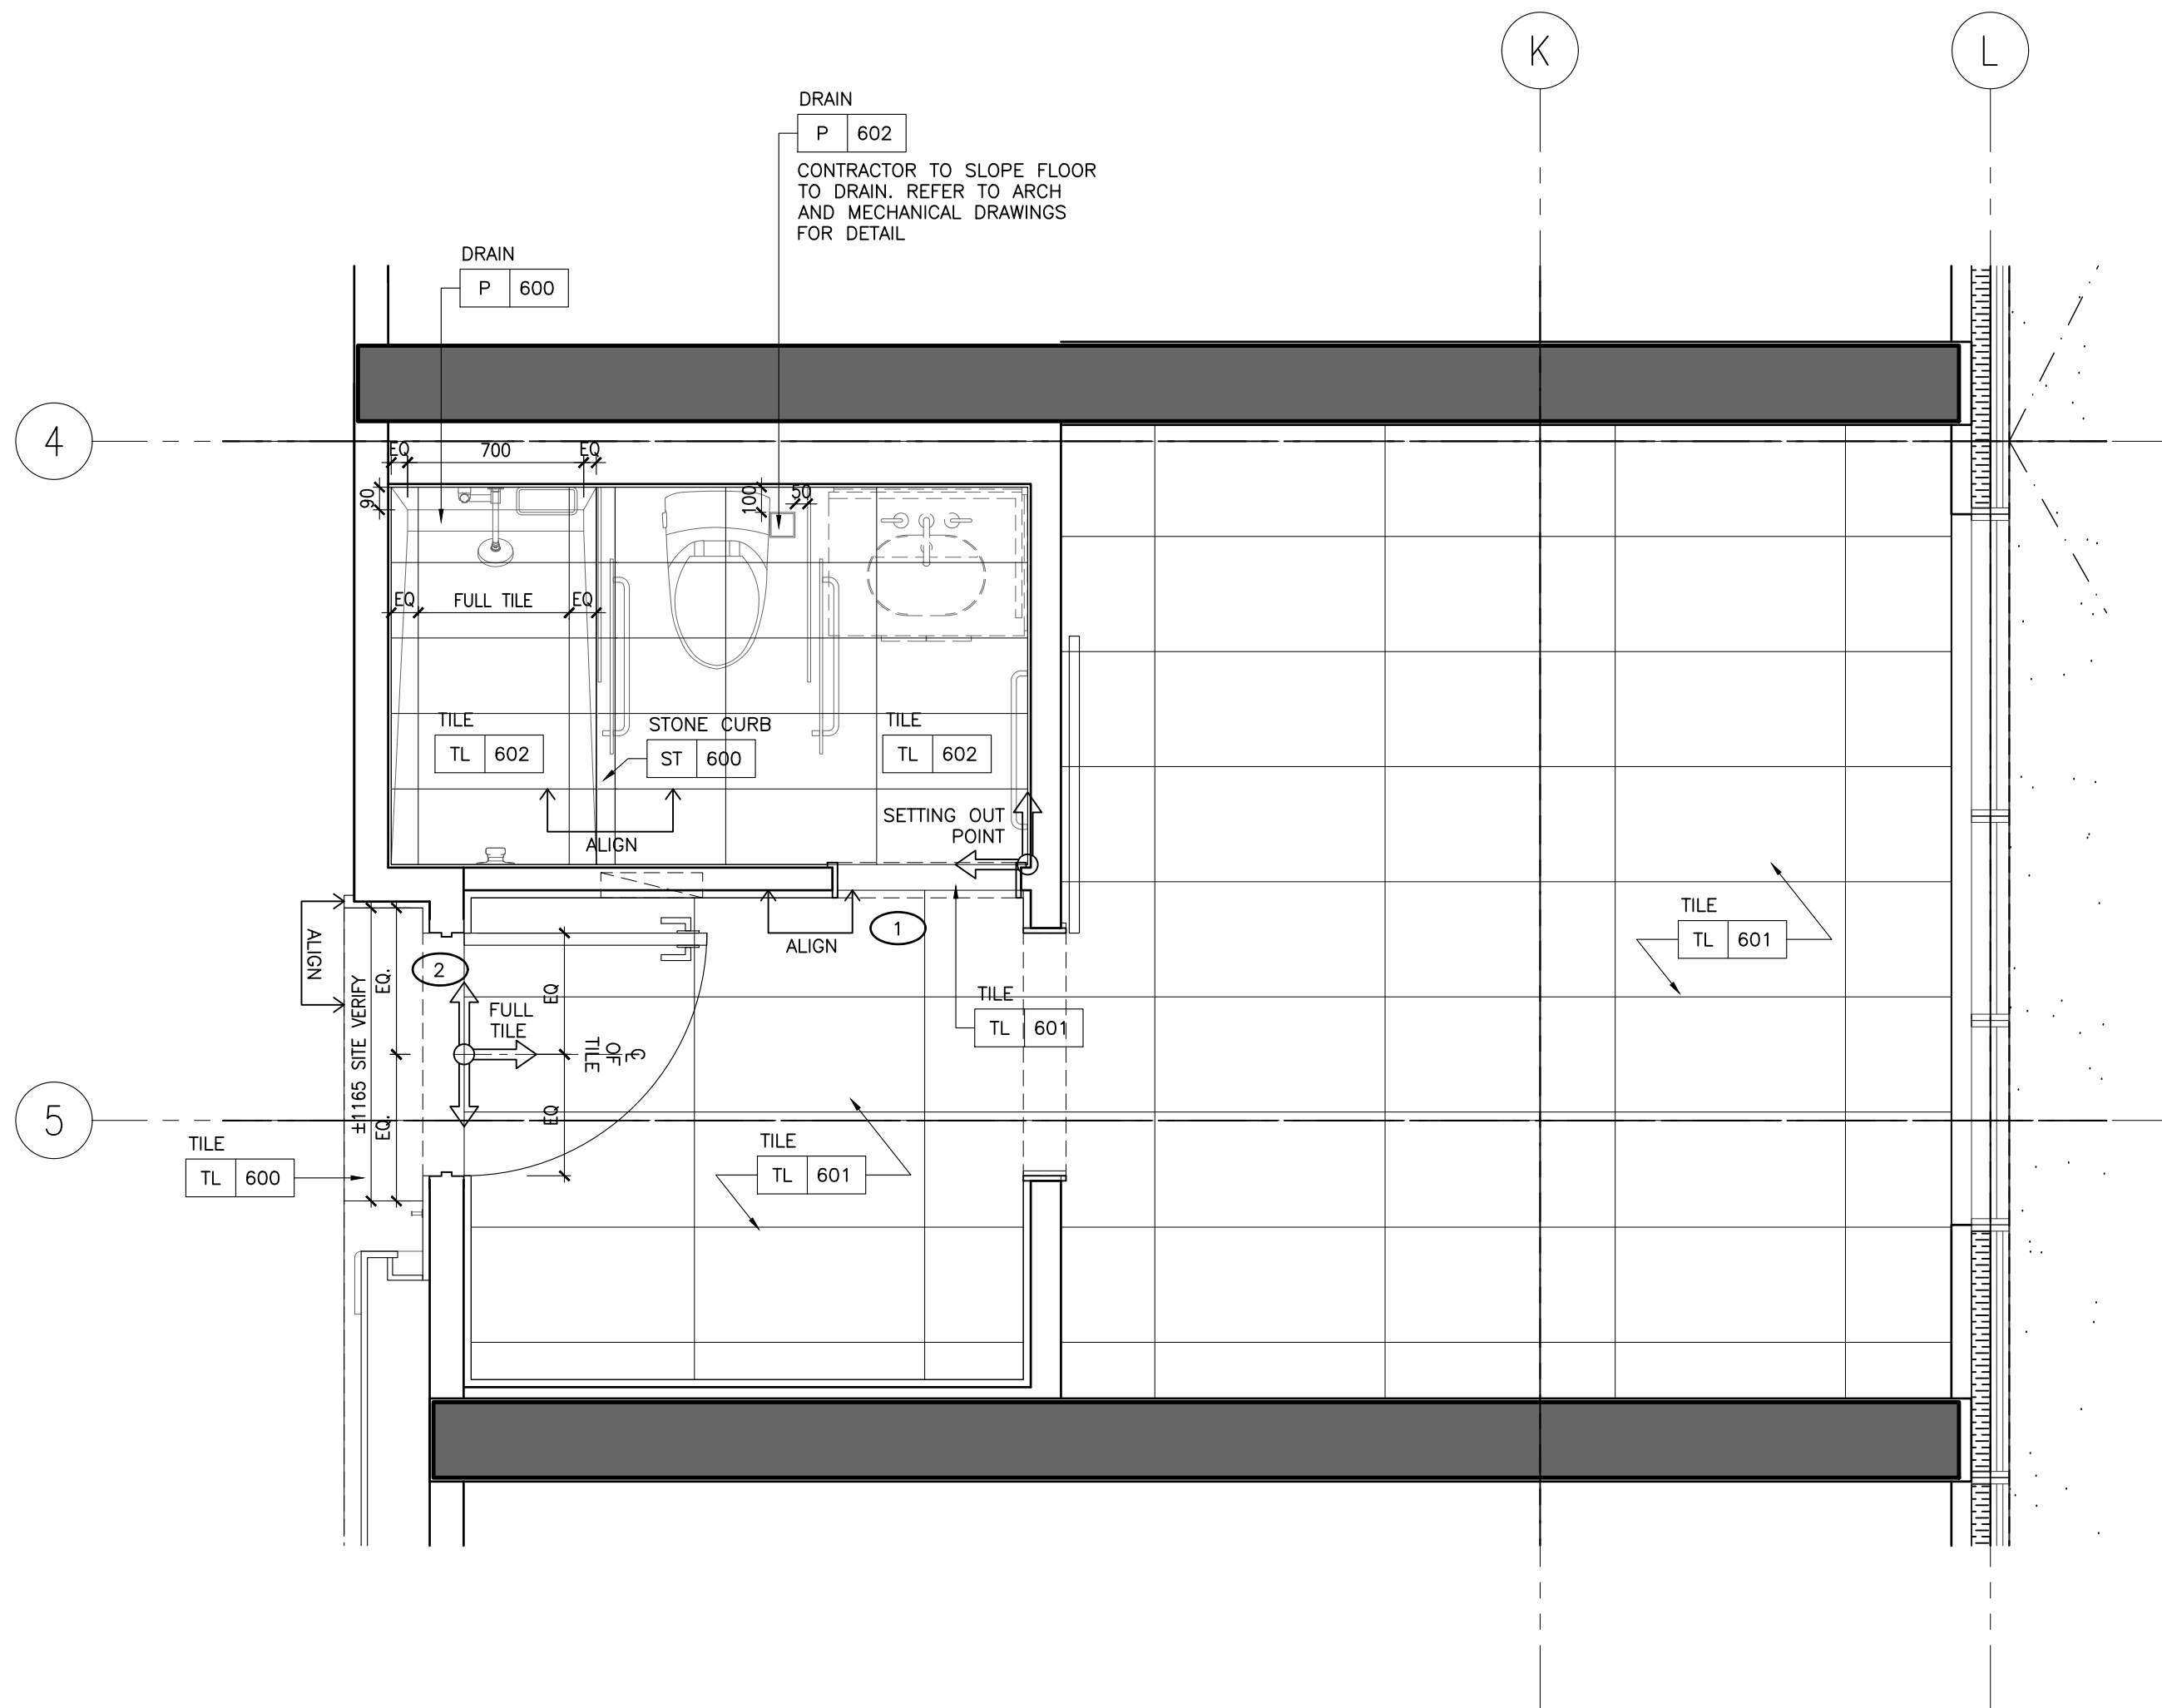 K
L
DRAIN
P 602
CONTRACTOR TO SLOPE FLOOR
TO DRAIN. REFER TO ARCH
AND MECHANICAL DRAWINGS
FOR DETAIL
DRAIN
P 600
4
EQ
700
EQ
90
100
50
EQ
FULL TILE
EQ
TILE
TL 602
STONE CURB
ST 600
TILE
TL 602
SETTING OUT
POINT
ALIGN
ALIGN
1
ALIGN
2
TILE
TL 601
TILE
TL 601
±1165 SITE VERIFY
EQ.
EQ.
FULL
TILE
EQ
EQ
CL
OF
TILE
5
TILE
TL 600
TILE
TL 601